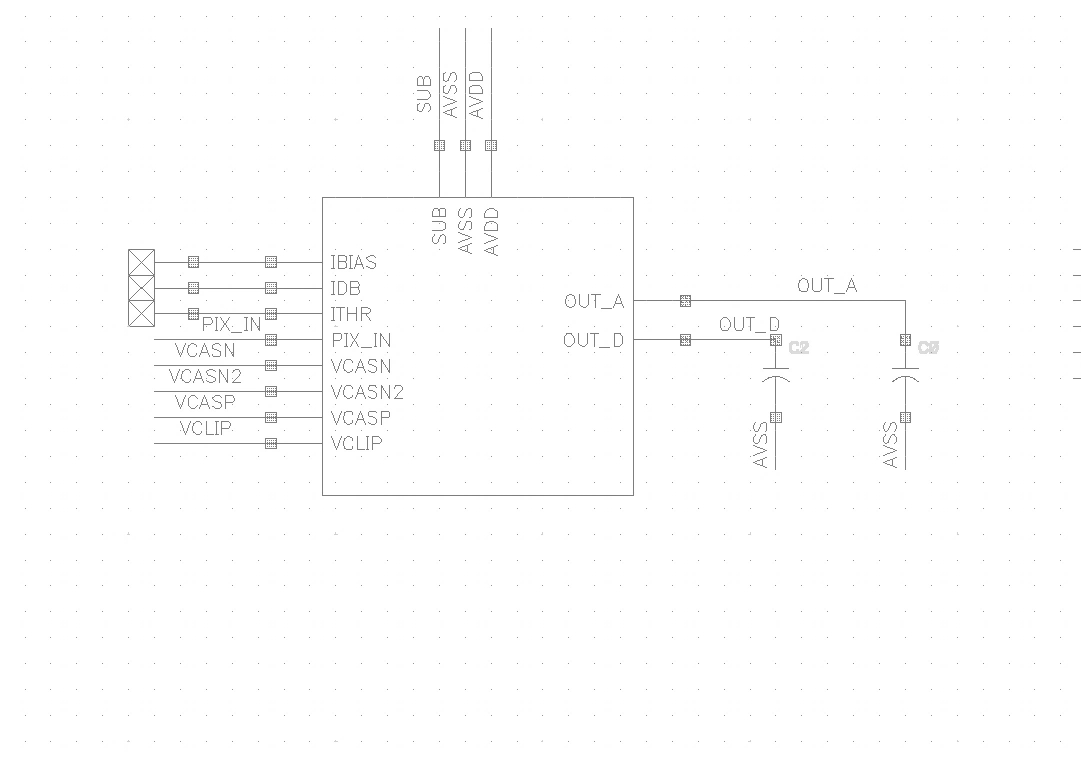 SUB
AVSS
AVDD
SUB
AVSS
AVDD
IBIAS
IDB
ITHR
PIX_IN
PIX_IN
VCASN
VCASN
VCASN2
VCASN2
VCASP
VCASP
VCLIP
VCLIP
OUT_A
OUT_A
OUT_D
OUT_D
C2
C0
AVSS
AVSS